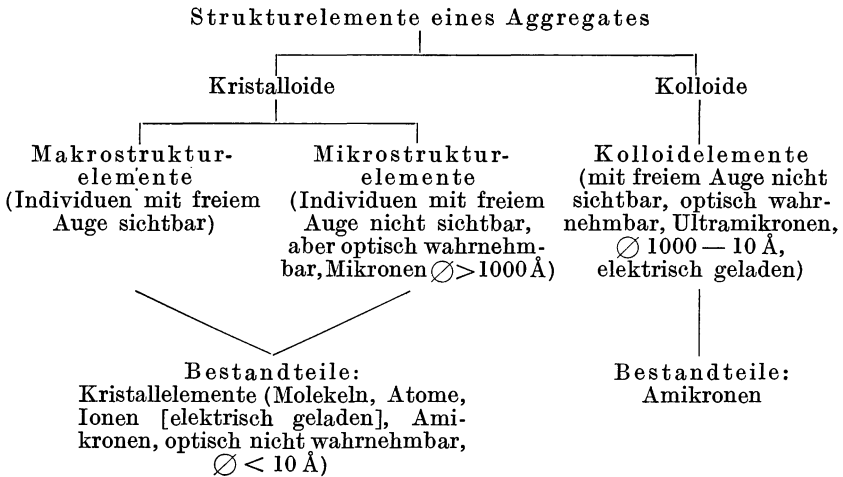 Strukturelemente eines Aggregates
Kristalloide
Kolloide
Makrostruktur-
elemente
(Individuen mit freiem
Auge sichtbar)
Mikrostruktur-
elemente
(Individuen mit freiem
Auge nicht sichtbar,
aber optisch wahrnehm-
bar, Mikronen ∅>1000 Å)
Kolloidelemente
(mit freiem Auge nicht
sichtbar, optisch wahr-
nehmbar, Ultramikronen,
∅ 1000 — 10 Å,
elektrisch geladen)
Bestandteile:
Kristallelemente (Molekeln, Atome,
Ionen [elektrisch geladen], Ami-
kronen, optisch nicht wahrnehmbar,
∅ < 10 Å)
Bestandteile:
Amikronen